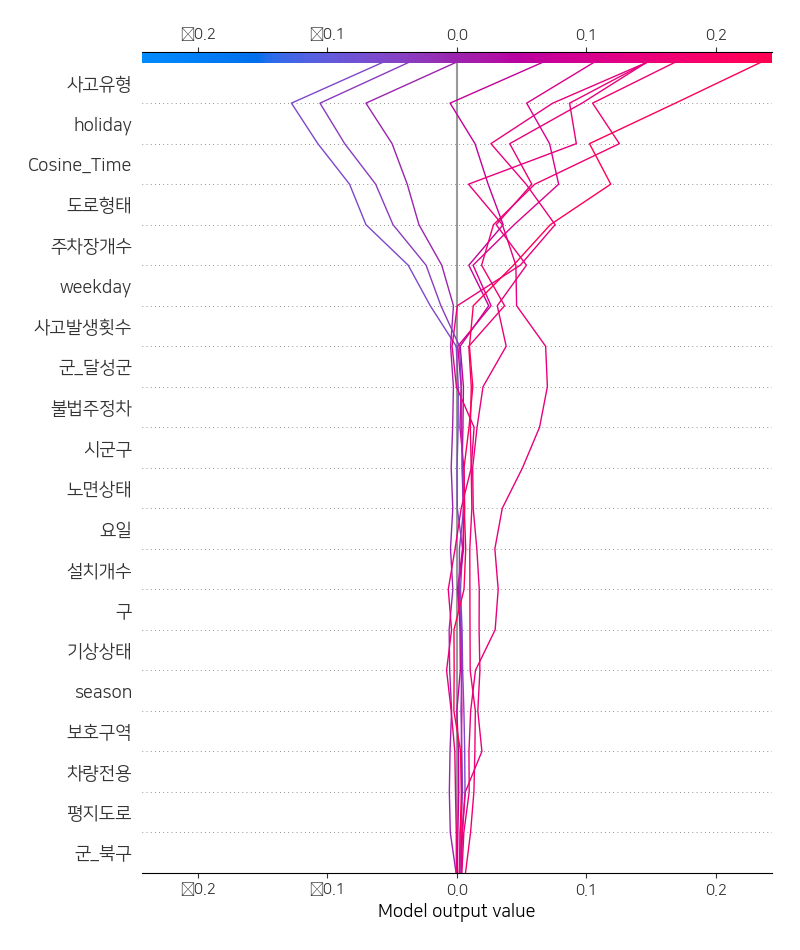 ▯0.2 ▯0.1 0.0 0.1 0.2
사고유형
holiday
Cosine_Time
도로형태
주차장개수
weekday
사고발생횟수
군_달성군
불법주정차
시군구
노면상태
요일
설치개수
구
기상상태
season
보호구역
차량전용
평지도로
군_북구
▯0.2 ▯0.1 0.0 0.1 0.2
Model output value